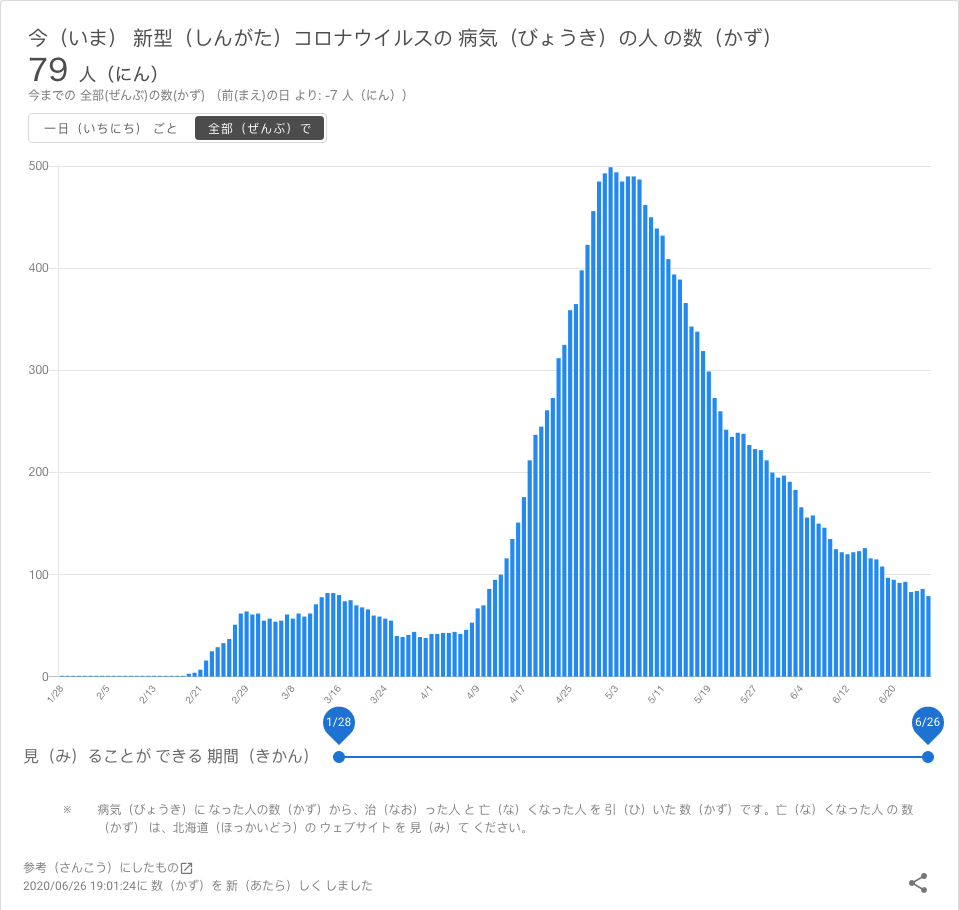 今（いま） 新型（しんがた）コロナウイルスの 病気（びょうき）の人 の数（かず）
79 人（にん）
今までの 全部(ぜんぶ)の数(かず) （前(まえ)の日 より: -7 人（にん））
一日（いちにち） ごと 全部（ぜんぶ）で
500
400
300
200
100
0
1/28 2/5 2/13 2/21 2/29 3/8 3/16 3/24 4/1 4/9 4/17 4/25 5/3 5/11 5/19 5/27 6/4 6/12 6/20
1/28 6/26
見（み）ることが できる 期間（きかん）
※ 病気（びょうき）に なった人の数（かず）から、治（なお）った人 と 亡（な）くなった人 を 引（ひ）いた 数（かず）です。亡（な）くなった人 の 数
（かず） は、北海道（ほっかいどう）の ウェブサイト を 見（み）て ください。
参考（さんこう）にしたもの
2020/06/26 19:01:24に 数（かず）を 新（あたら）しく しました